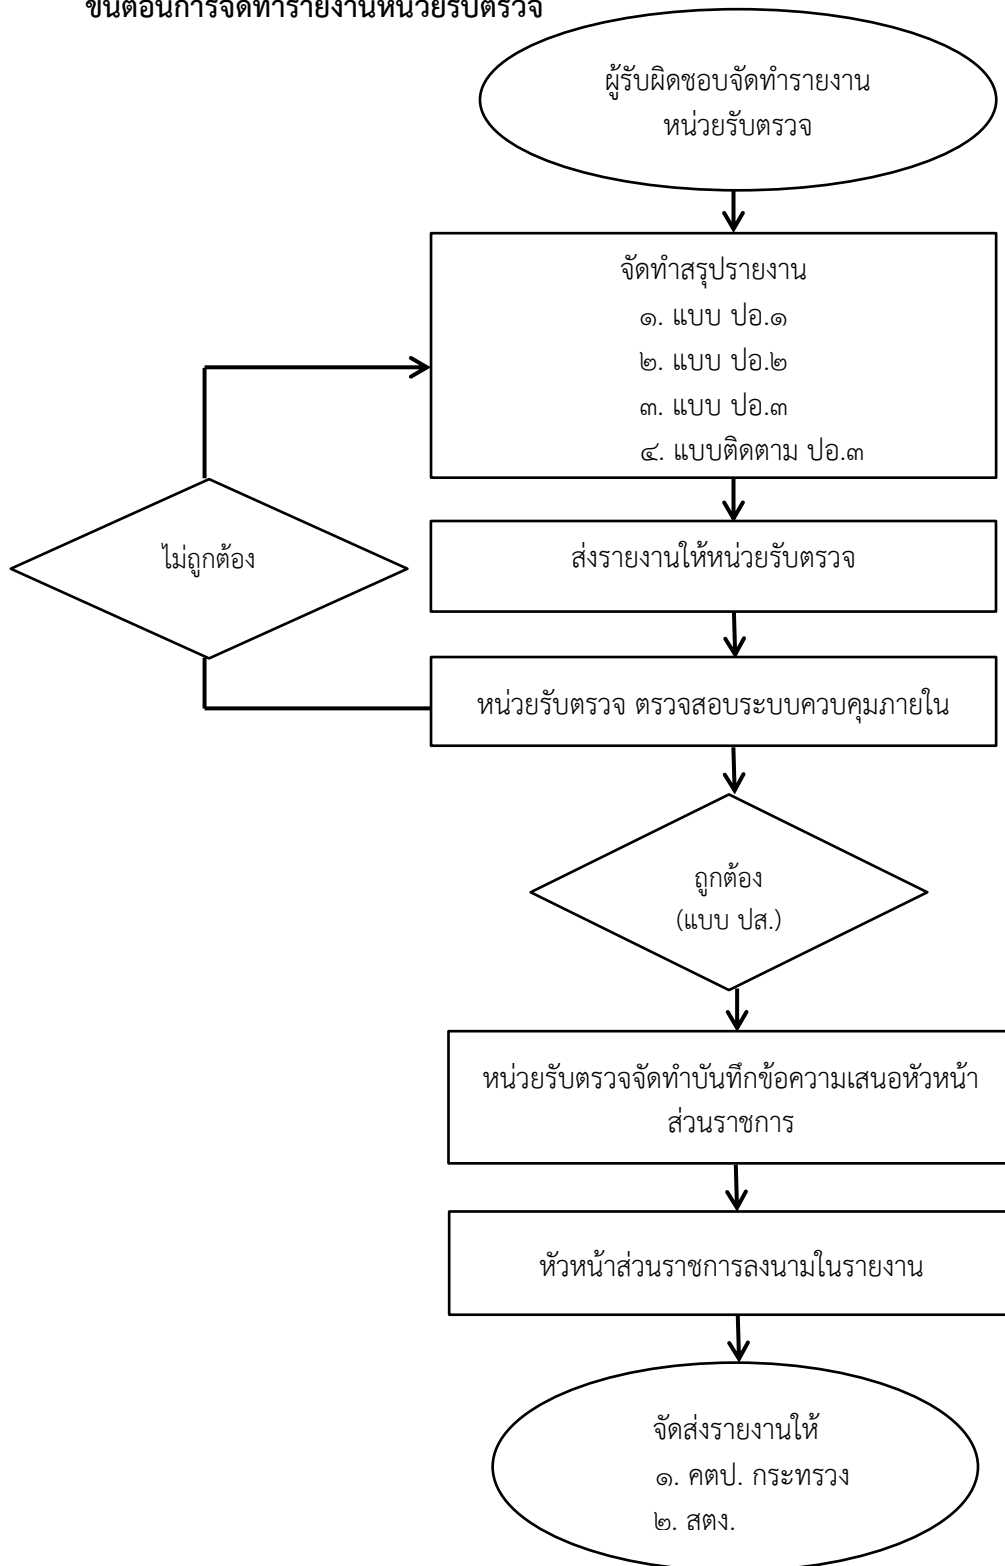 ขั้นตอนการจัดทำรายงานหน่วยรับตรวจ
ผู้รับผิดชอบจัดทำรายงาน
หน่วยรับตรวจ
จัดทำสรุปรายงาน
๑. แบบ ปอ.๑
๒. แบบ ปอ.๒
๓. แบบ ปอ.๓
๔. แบบติดตาม ปอ.๓
ไม่ถูกต้อง
ส่งรายงานให้หน่วยรับตรวจ
หน่วยรับตรวจ ตรวจสอบระบบควบคุมภายใน
ถูกต้อง
(แบบ ปส.)
หน่วยรับตรวจจัดทำบันทึกข้อความเสนอหัวหน้า
ส่วนราชการ
หัวหน้าส่วนราชการลงนามในรายงาน
จัดส่งรายงานให้
๑. คตป. กระทรวง
๒. สตง.